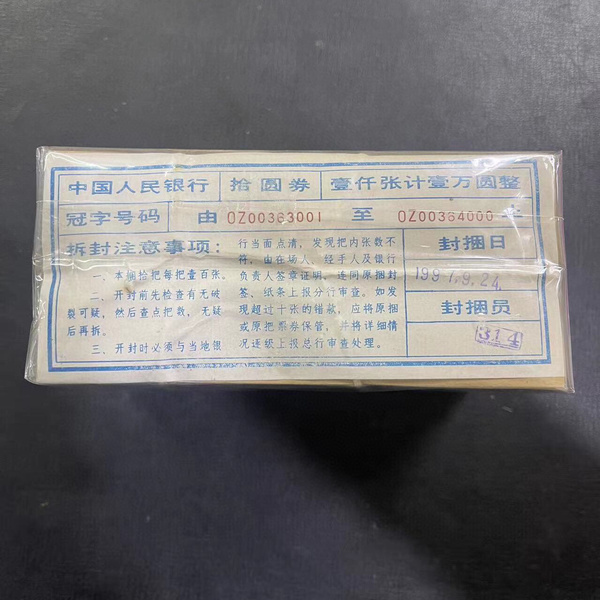 中国人民银行 拾圆券 壹仟张计壹万圆整
冠字号码 由 0Z00363001 至 0Z00364000 号
拆封注意事项：
一、本捆拾把每把壹百张。
二、开封前先检查有无破
裂可疑，然后查点把数，无疑
后再拆。
三、开封时必须与当地银
行当面点清，发现把内张数不
符，由在场人、经手人及银行
负责人签章证明，连同原捆封
签、纸条上报分行审查。如发
现超过十张的错款，应将原捆
或原把票券保管，并将详细情
况连级上报总行审查处理。
封捆日
1997.9.24.
封捆员
314